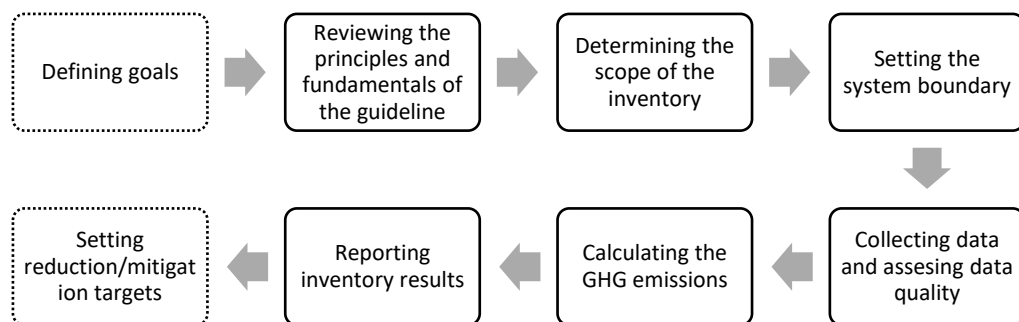 Defining goals
Reviewing the
principles and
fundamentals of
the guideline
Determining the
scope of the
inventory
Setting the
system boundary
Collecting data
and assesing data
quality
Calculating the
GHG emissions
Reporting
inventory results
Setting
reduction/mitigat
ion targets